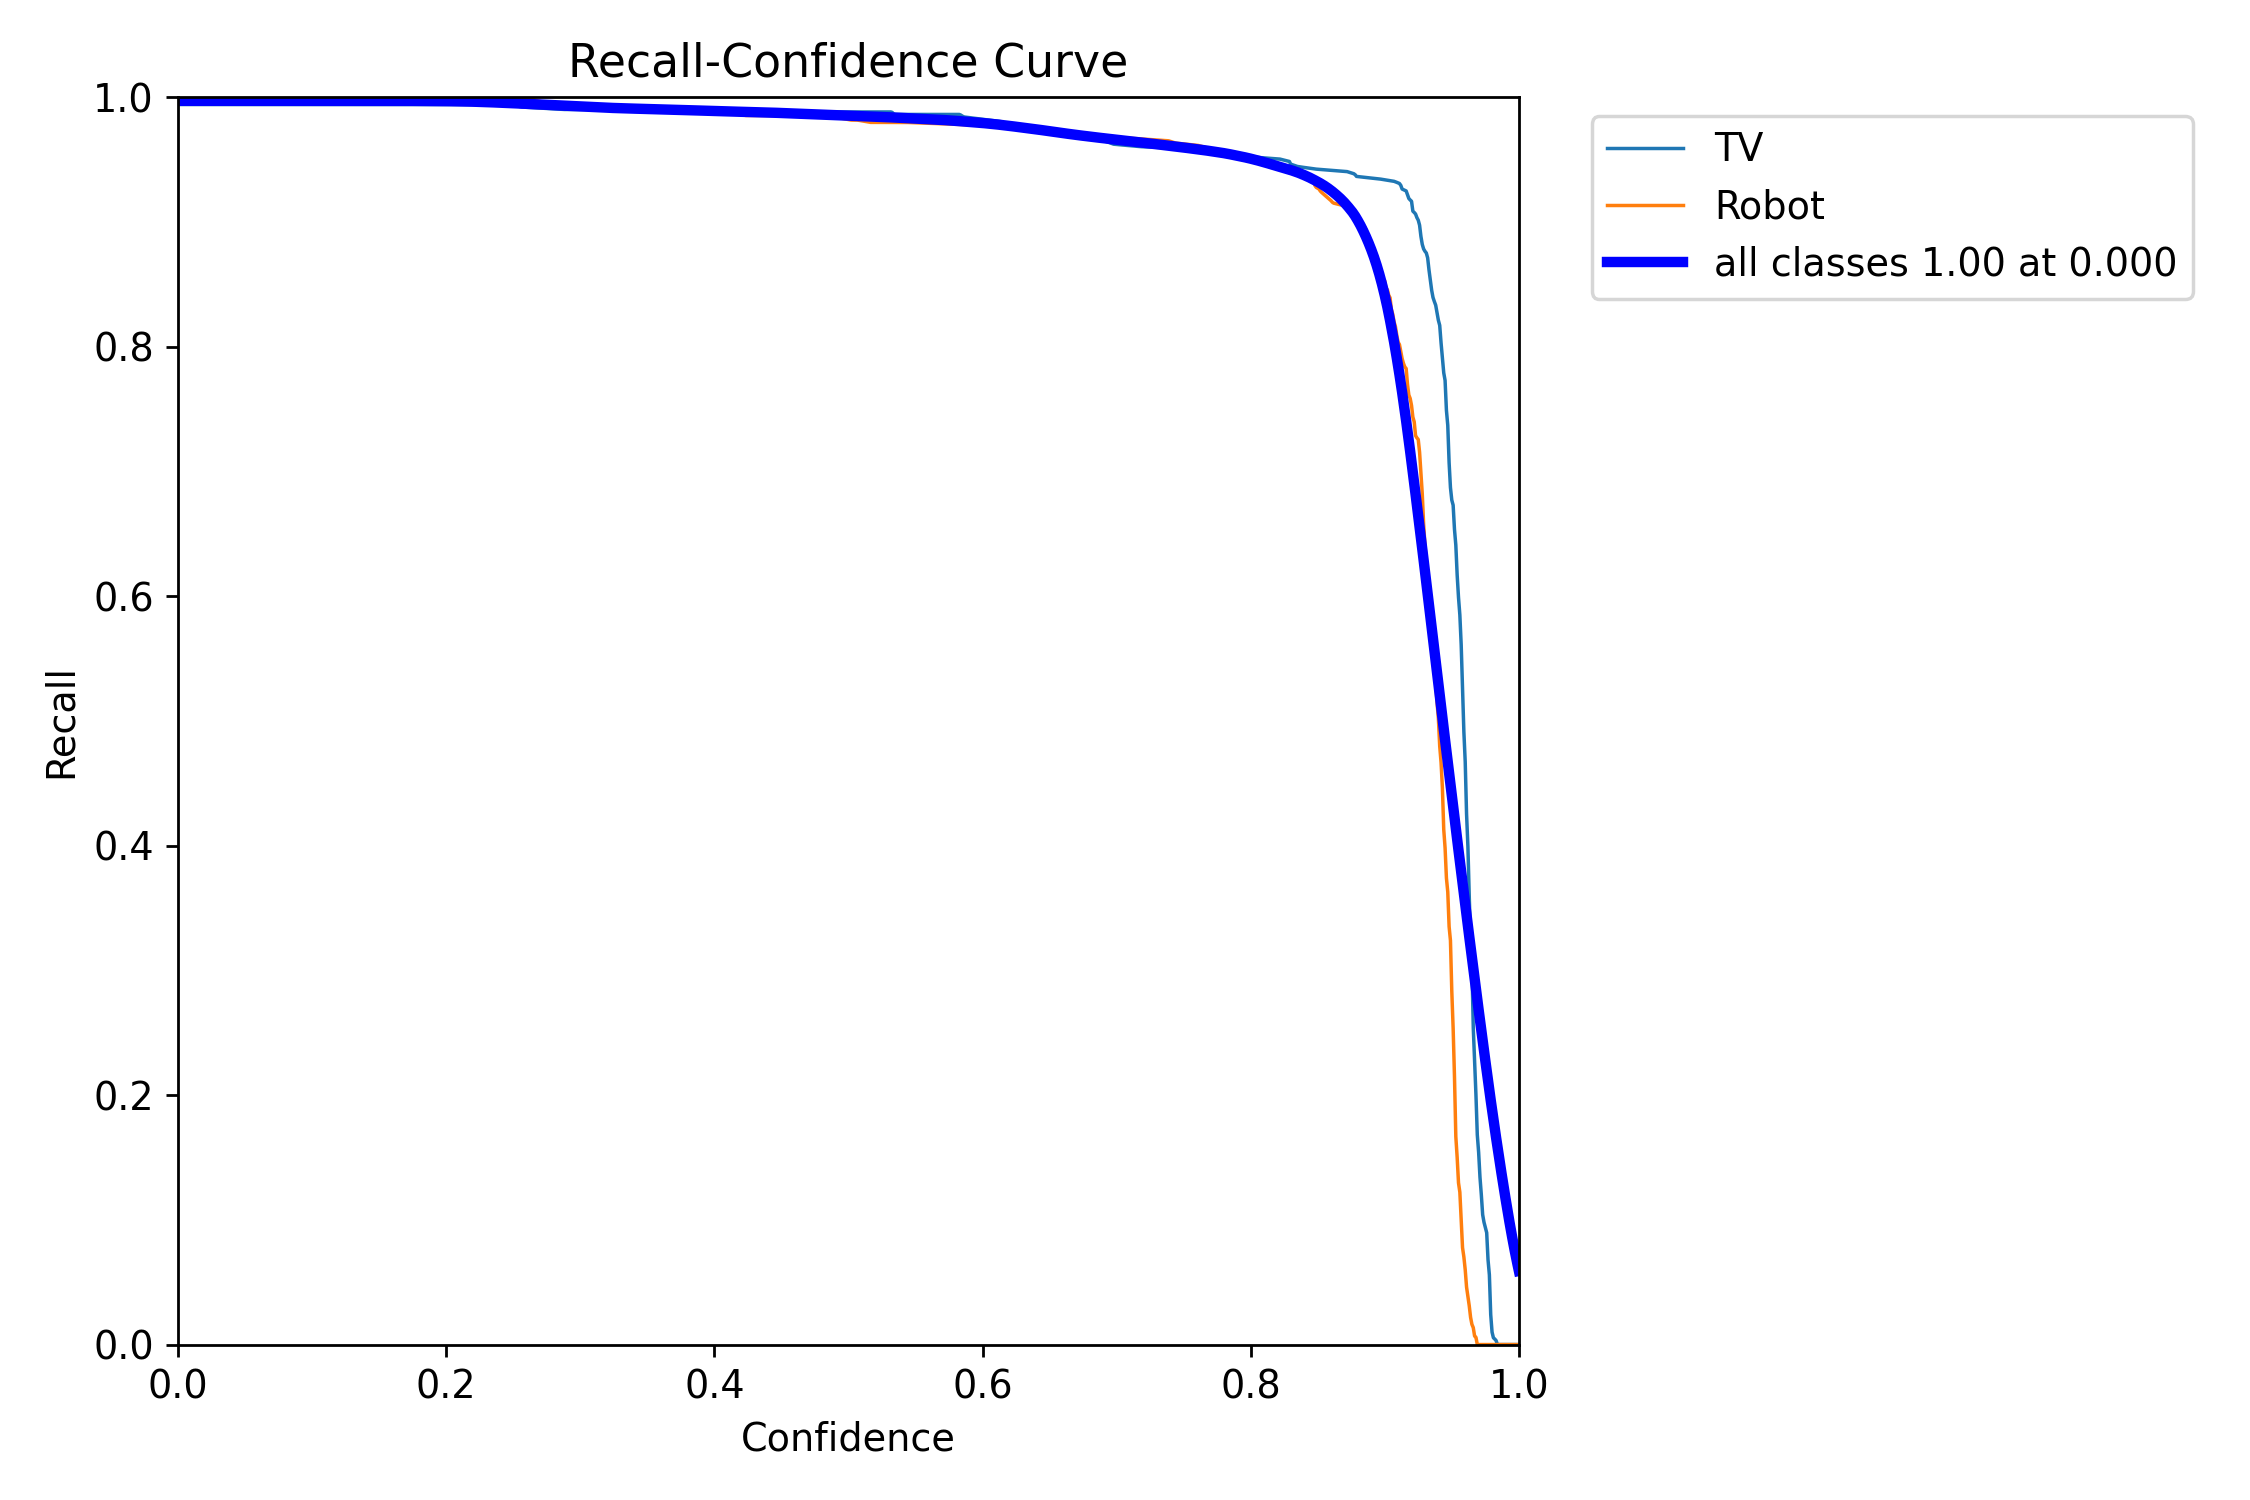 Recall-Confidence Curve
1.0
0.8
0.6
0.4
0.2
0.0
Recall
0.0 0.2 0.4 0.6 0.8 1.0
Confidence
TV
Robot
all classes 1.00 at 0.000